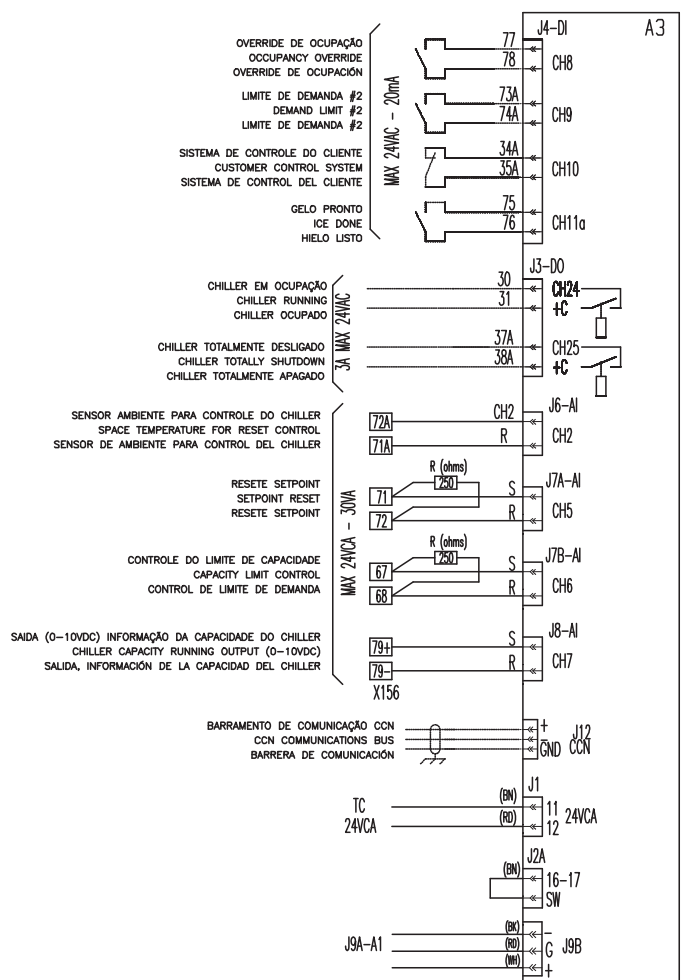 A3
J4-DI
OVERRIDE DE OCUPAÇÃO
OCCUPANCY OVERRIDE
OVERRIDE DE OCUPACIÓN
77
78
CH8
LIMITE DE DEMANDA #2
DEMAND LIMIT #2
LIMITE DE DEMANDA #2
73A
74A
CH9
MAX 24VAC - 20mA
SISTEMA DE CONTROLE DO CLIENTE
CUSTOMER CONTROL SYSTEM
SISTEMA DE CONTROL DEL CLIENTE
34A
35A
CH10
GELO PRONTO
ICE DONE
HIELO LISTO
75
76
CH11a
J3-DO
CHILLER EM OCUPAÇÃO
CHILLER RUNNING
CHILLER OCUPADO
30
31
CH24
+C
3A MAX 24VAC
CHILLER TOTALMENTE DESLIGADO
CHILLER TOTALLY SHUTDOWN
CHILLER TOTALMENTE APAGADO
37A
38A
CH25
+C
J6-AI
SENSOR AMBIENTE PARA CONTROLE DO CHILLER
SPACE TEMPERATURE FOR RESET CONTROL
SENSOR DE AMBIENTE PARA CONTROL DEL CHILLER
72A
71A
CH2
R
CH2
J7A-AI
RESETE SETPOINT
SETPOINT RESET
RESETE SETPOINT
71
72
R (ohms)
250
S
R
CH5
MAX 24VCA - 30VA
J7B-AI
CONTROLE DO LIMITE DE CAPACIDADE
CAPACITY LIMIT CONTROL
CONTROL DE LIMITE DE DEMANDA
67
68
R (ohms)
250
S
R
CH6
J8-AI
SAIDA (0-10VDC) INFORMAÇÃO DA CAPACIDADE DO CHILLER
CHILLER CAPACITY RUNNING OUTPUT (0-10VDC)
SALIDA, INFORMACIÓN DE LA CAPACIDAD DEL CHILLER
79+
79-
X156
S
R
CH7
BARRAMENTO DE COMUNICAÇÃO CCN
CCN COMMUNICATIONS BUS
BARRERA DE COMUNICACIÓN
+
-
GND
J12
CCN
J1
TC
24VCA
(BN)
(RD)
11
12
24VCA
J2A
(BN)
16-17
SW
J9A-A1
(BK)
(RD)
(WH)
-
G
+
J9B